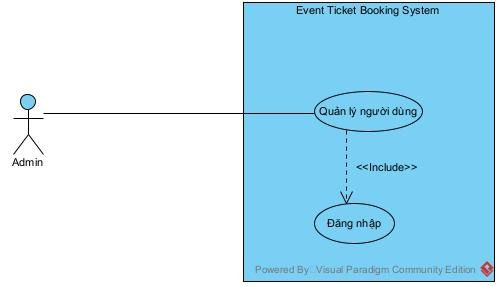 Event Ticket Booking System
Quản lý người dùng
Admin
<<Include>>
Đăng nhập
Powered By Visual Paradigm Community Edition